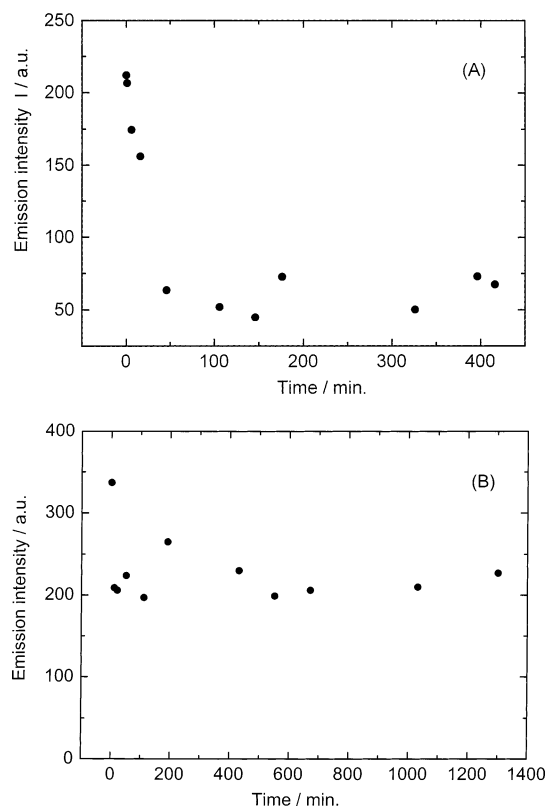 250
200
150
100
50
Emission intensity I / a.u.
(A)
0 100 200 300 400
Time / min.
400
300
200
100
0
Emission intensity / a.u.
(B)
0 200 400 600 800 1000 1200 1400
Time / min.